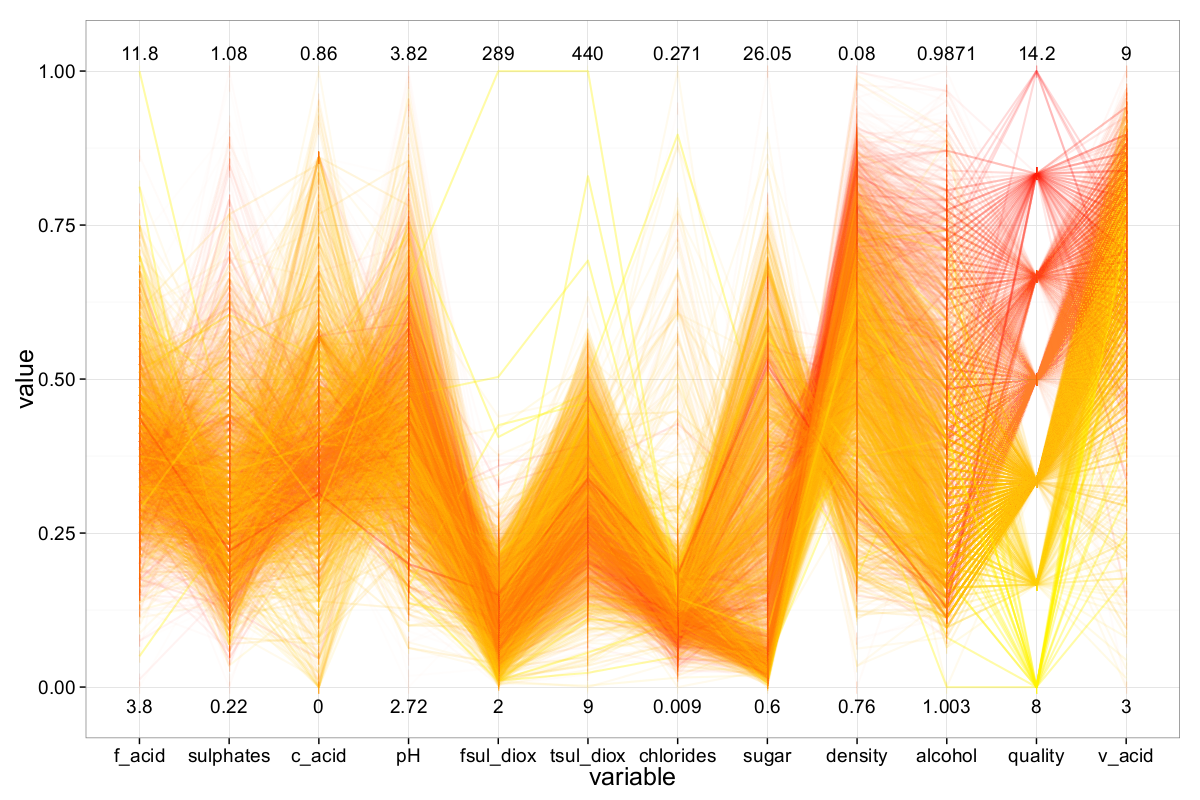 11.8 1.08 0.86 3.82 289 440 0.271 26.05 0.08 0.9871 14.2 9
1.00
0.75
0.50
0.25
0.00
value
3.8 0.22 0 2.72 2 9 0.009 0.6 0.76 1.003 8 3
f_acid sulphates c_acid pH fsul_diox tsul_diox chlorides sugar density alcohol quality v_acid
variable